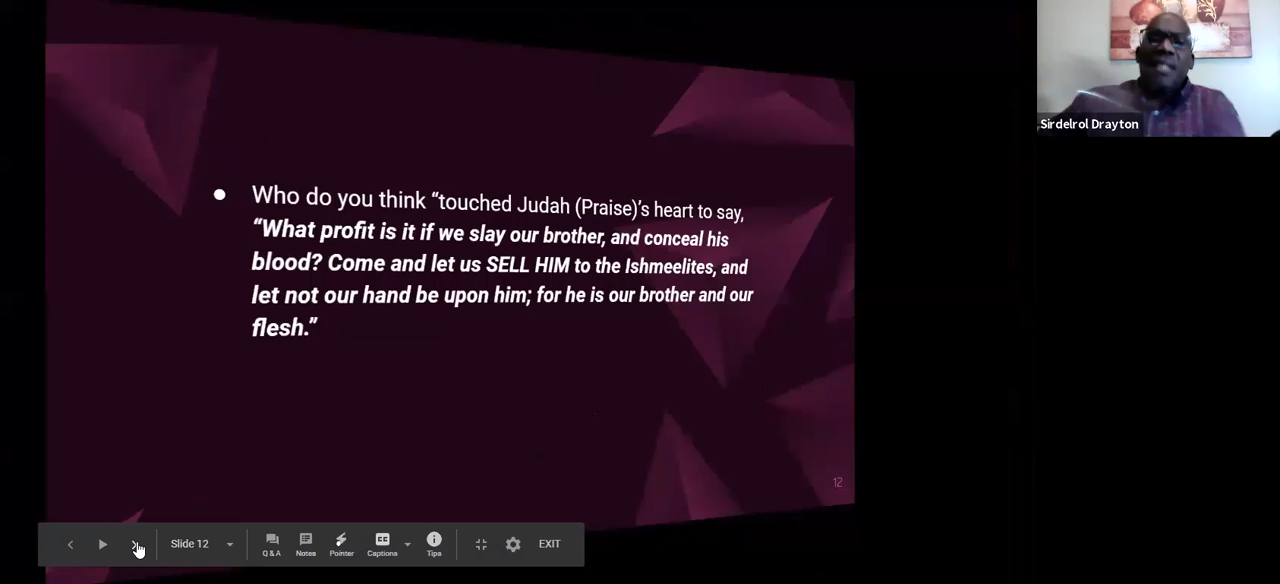 Sirdelrol Drayton
● Who do you think “touched Judah (Praise)’s heart to say,
“What profit is it if we slay our brother, and conceal his
blood? Come and let us SELL HIM to the Ishmeelites, and
let not our hand be upon him; for he is our brother and our
flesh.”
12
Slide 12
Q & A
Notes
Pointer
CC
Captions
Tips
EXIT